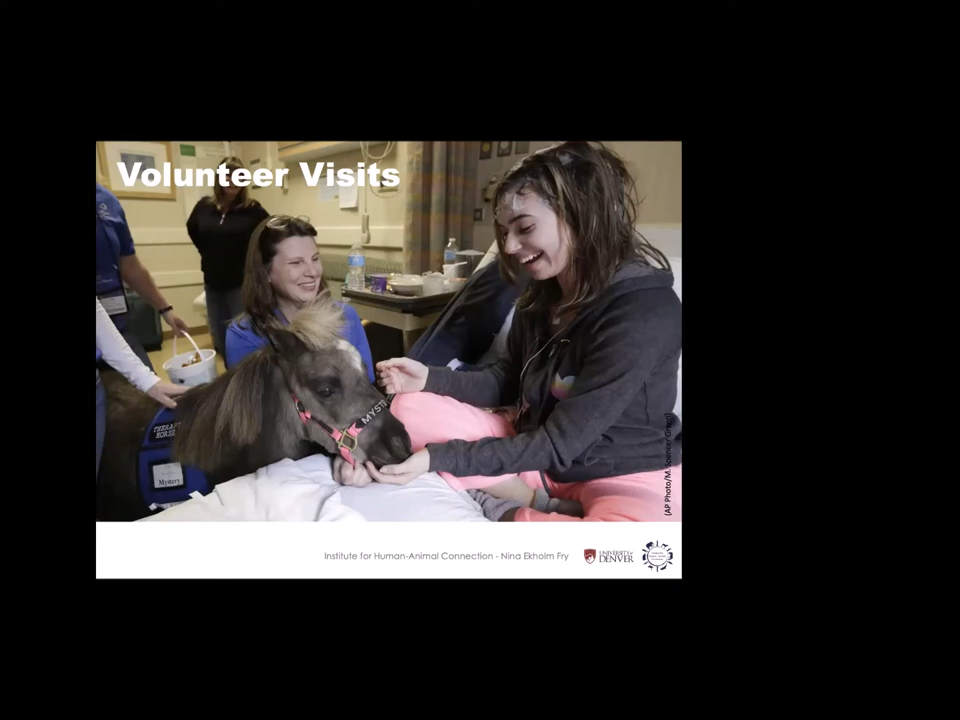 Volunteer Visits
MYST
THERAPY
HORSE
Mystery
(AP Photo/M. Spencer Green)
Institute for Human-Animal Connection - Nina Ekholm Fry
UNIVERSITY of
DENVER